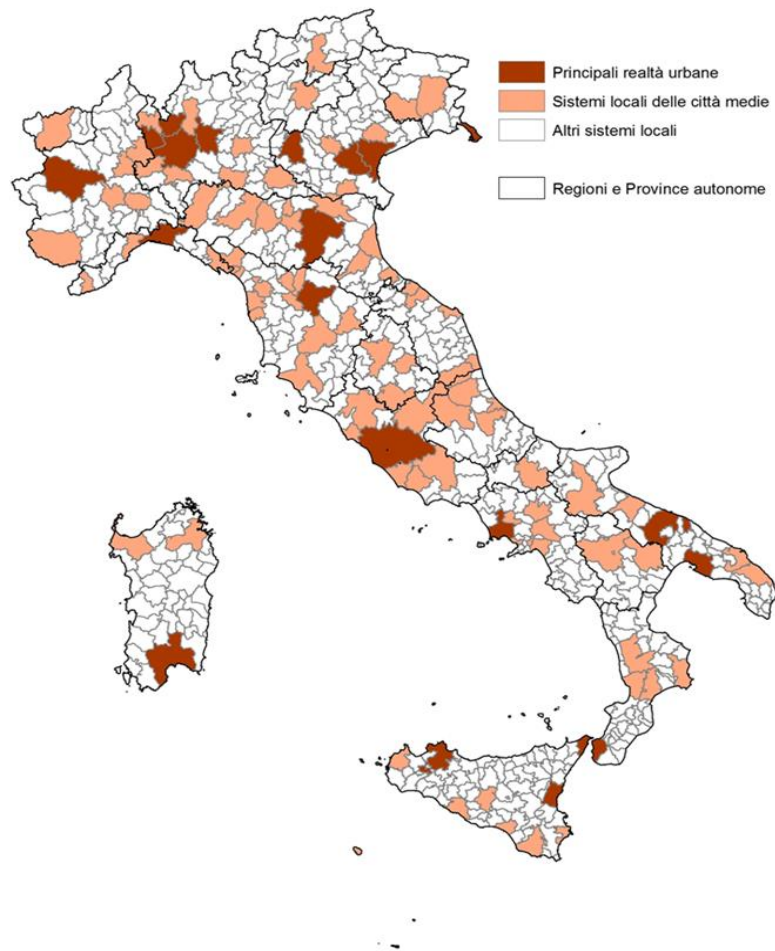 Principali realtà urbane
Sistemi locali delle città medie
Altri sistemi locali
Regioni e Province autonome